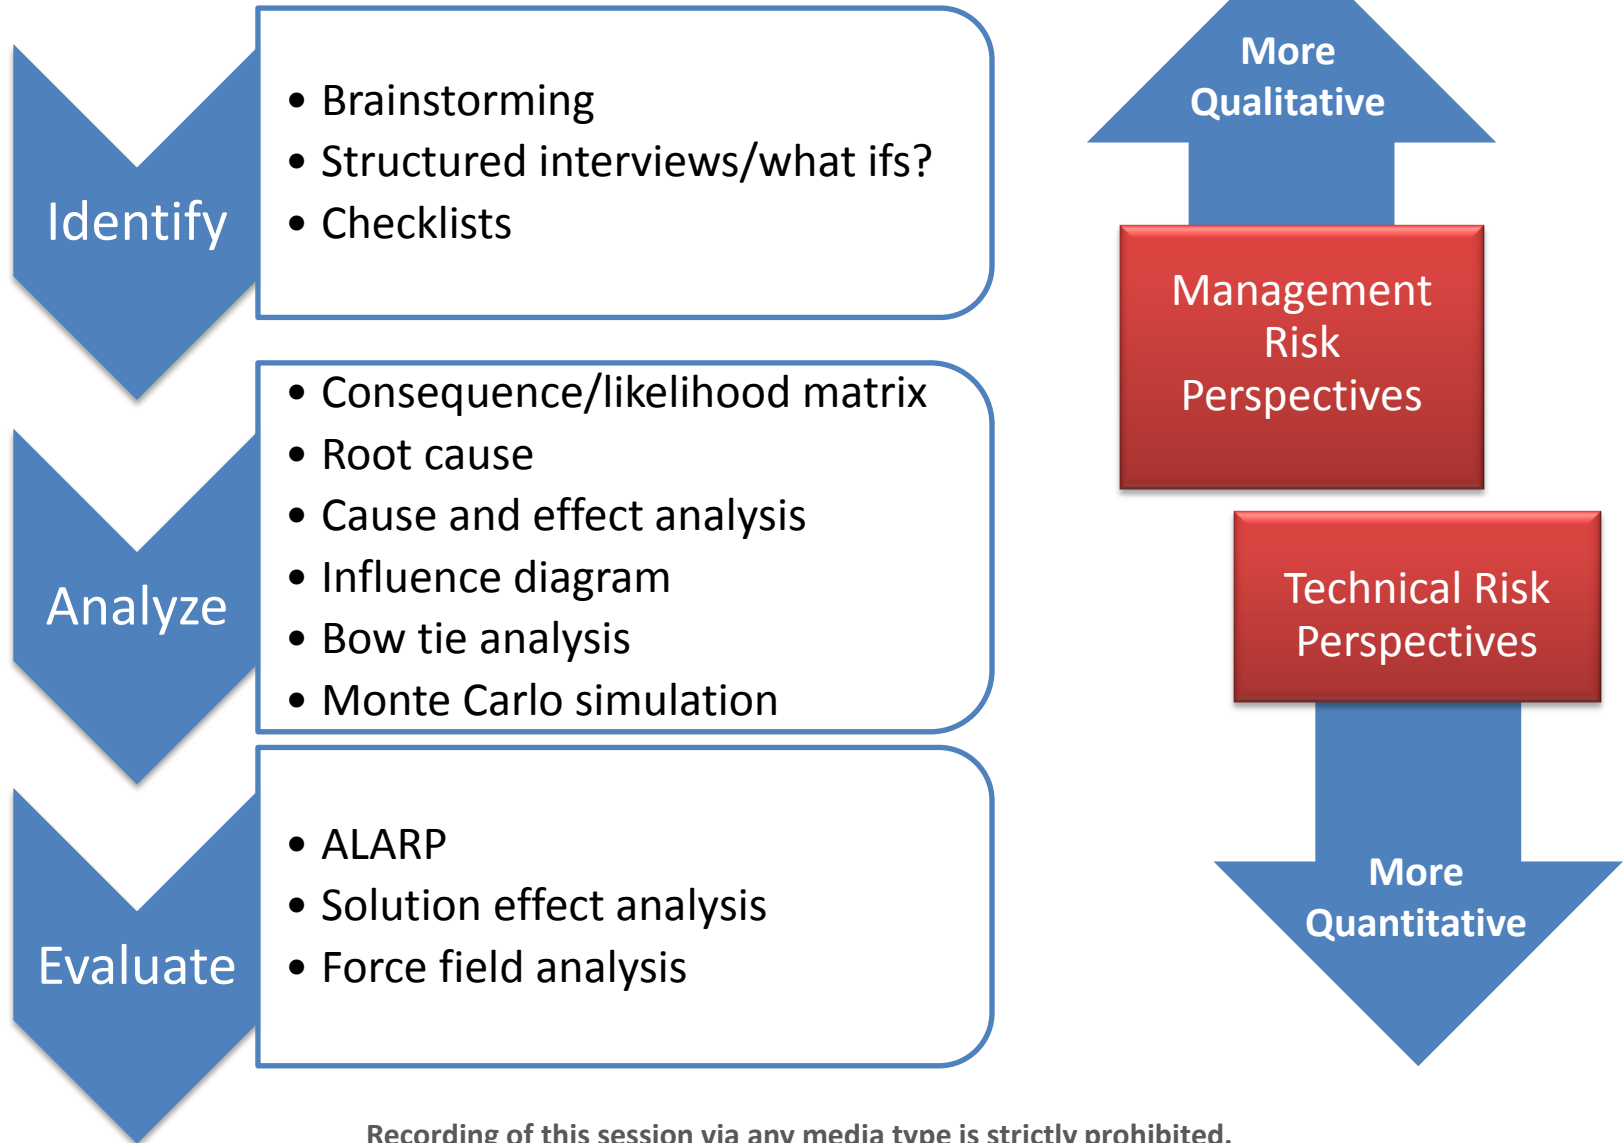 Identify
• Brainstorming
• Structured interviews/what ifs?
• Checklists
Analyze
• Consequence/likelihood matrix
• Root cause
• Cause and effect analysis
• Influence diagram
• Bow tie analysis
• Monte Carlo simulation
Evaluate
• ALARP
• Solution effect analysis
• Force field analysis
More
Qualitative
Management
Risk
Perspectives
Technical Risk
Perspectives
More
Quantitative
Recording of this session via any media type is strictly prohibited.